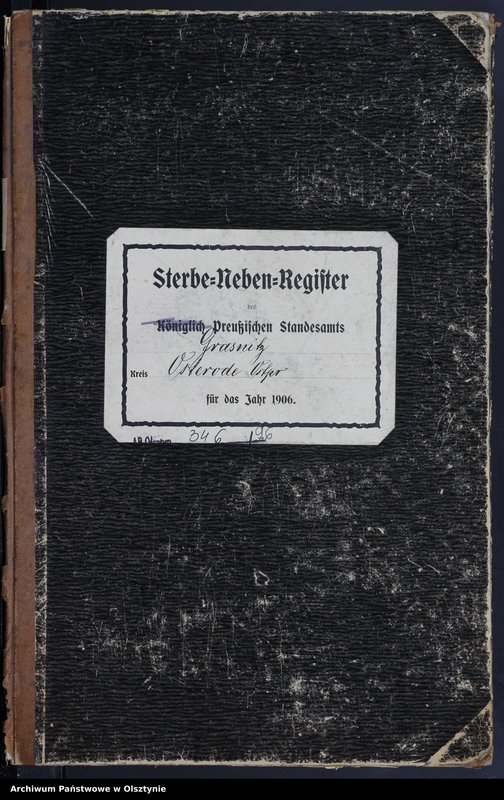 Sterbe=Neben=Register
des
Königlich Preußischen Standesamts
Grasnitz
Kreis Osterode Ostpr
für das Jahr 1906.
346
Archiwum Państwowe w Olsztynie